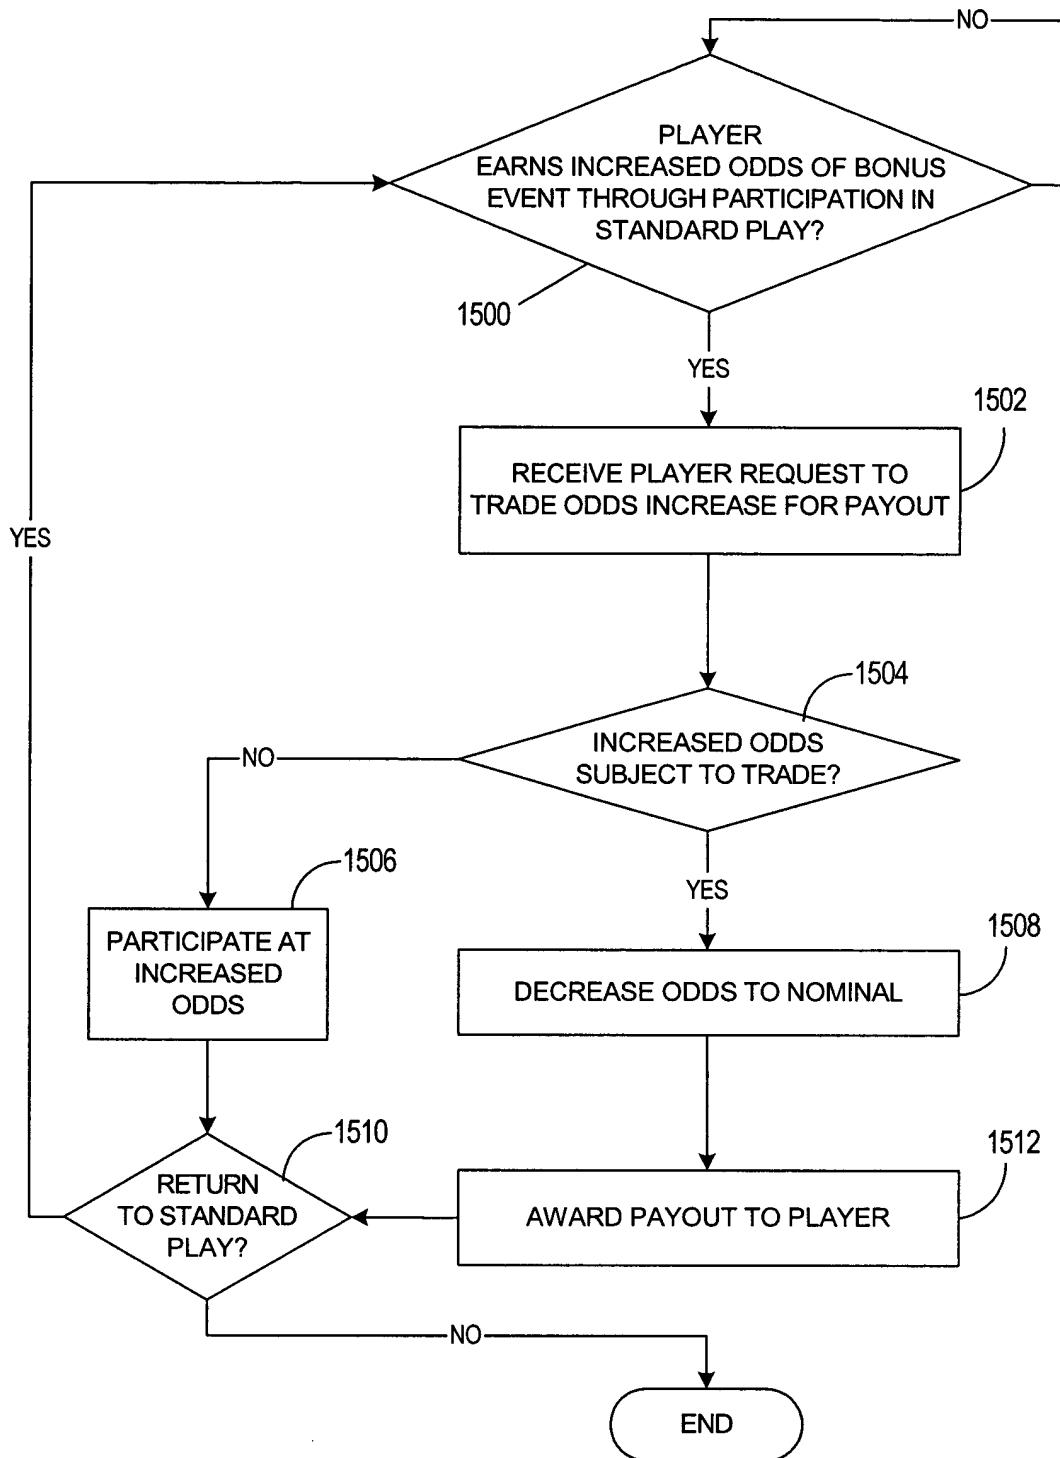 NO
PLAYER
EARNS INCREASED ODDS OF BONUS
EVENT THROUGH PARTICIPATION IN
STANDARD PLAY?
1500
YES
1502
RECEIVE PLAYER REQUEST TO
TRADE ODDS INCREASE FOR PAYOUT
YES
1504
INCREASED ODDS
SUBJECT TO TRADE?
NO
1506
YES
PARTICIPATE AT
INCREASED
ODDS
1508
DECREASE ODDS TO NOMINAL
1510
RETURN
TO STANDARD
PLAY?
1512
AWARD PAYOUT TO PLAYER
NO
END